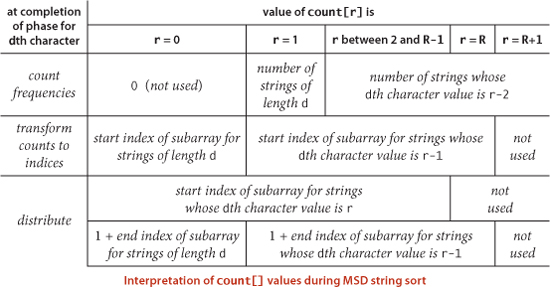 at completion
of phase for
dth character
value of count[r] is
r = 0
r = 1
r between 2 and R-1
r = R
r = R+1
count
frequencies
0 (not used)
number of
strings of
length d
number of strings whose
dth character value is r-2
transform
counts to
indices
start index of subarray for
strings of length d
start index of subarray for strings whose
dth character value is r-1
not
used
distribute
start index of subarray for strings
whose dth character value is r
not
used
1 + end index of subarray
for strings of length d
1 + end index of subarray for strings
whose dth character value is r-1
not
used
Interpretation of count[] values during MSD string sort